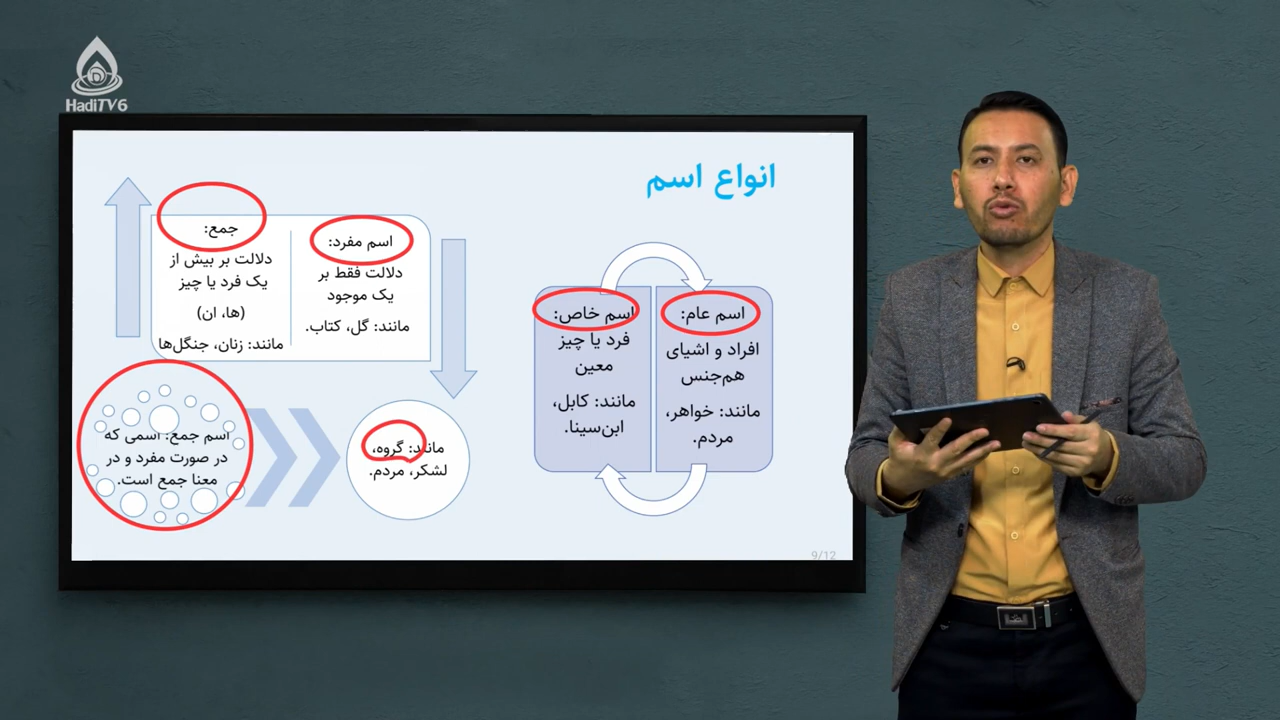 HadiTV6
انواع اسم
اسم عام:
افراد و اشیای
هم‌جنس
مانند: خواهر،
مردم.
اسم خاص:
فرد یا چیز
معین
مانند: کابل،
ابن‌سینا.
اسم مفرد:
دلالت فقط بر
یک موجود
مانند: گل، کتاب.
جمع:
دلالت بر بیش از
یک فرد یا چیز
(ها، ان)
مانند: زنان، جنگل‌ها
اسم جمع: اسمی که
در صورت مفرد و در
معنا جمع است.
مانند: گروه،
لشکر، مردم.
9/12